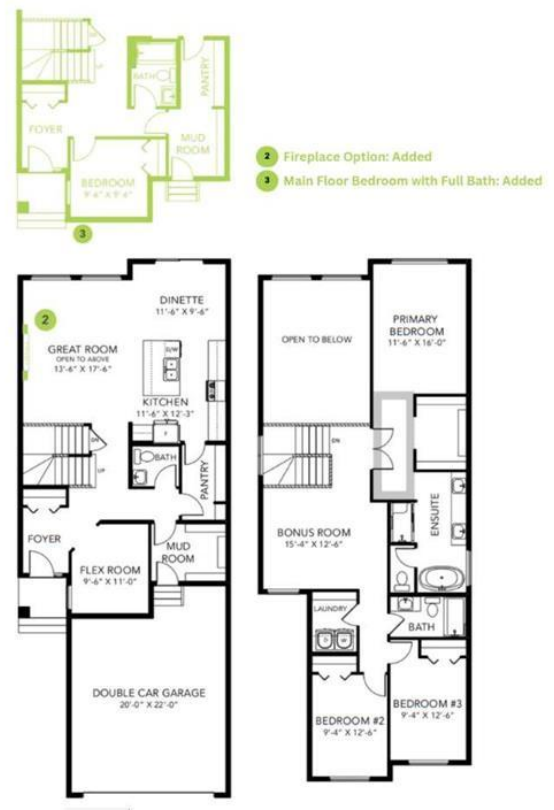 BATH
PANTRY
FOYER
MUD
ROOM
BEDROOM
9'-4" X 9'-4"
3
2 Fireplace Option: Added
3 Main Floor Bedroom with Full Bath: Added
2
DINETTE
11'-6" X 9'-6"
GREAT ROOM
OPEN TO ABOVE
13'-6" X 17'-6"
D/W
KITCHEN
11'-6" X 12'-3"
F
DN
UP
BATH
PANTRY
FOYER
MUD
ROOM
FLEX ROOM
9'-6" X 11'-0"
DOUBLE CAR GARAGE
20'-0" X 22'-0"
OPEN TO BELOW
PRIMARY
BEDROOM
11'-6" X 16'-0"
DN
ENSUITE
BONUS ROOM
15'-4" X 12'-6"
LAUNDRY
D W
BATH
BEDROOM #2
9'-4" X 12'-6"
BEDROOM #3
9'-4" X 12'-6"